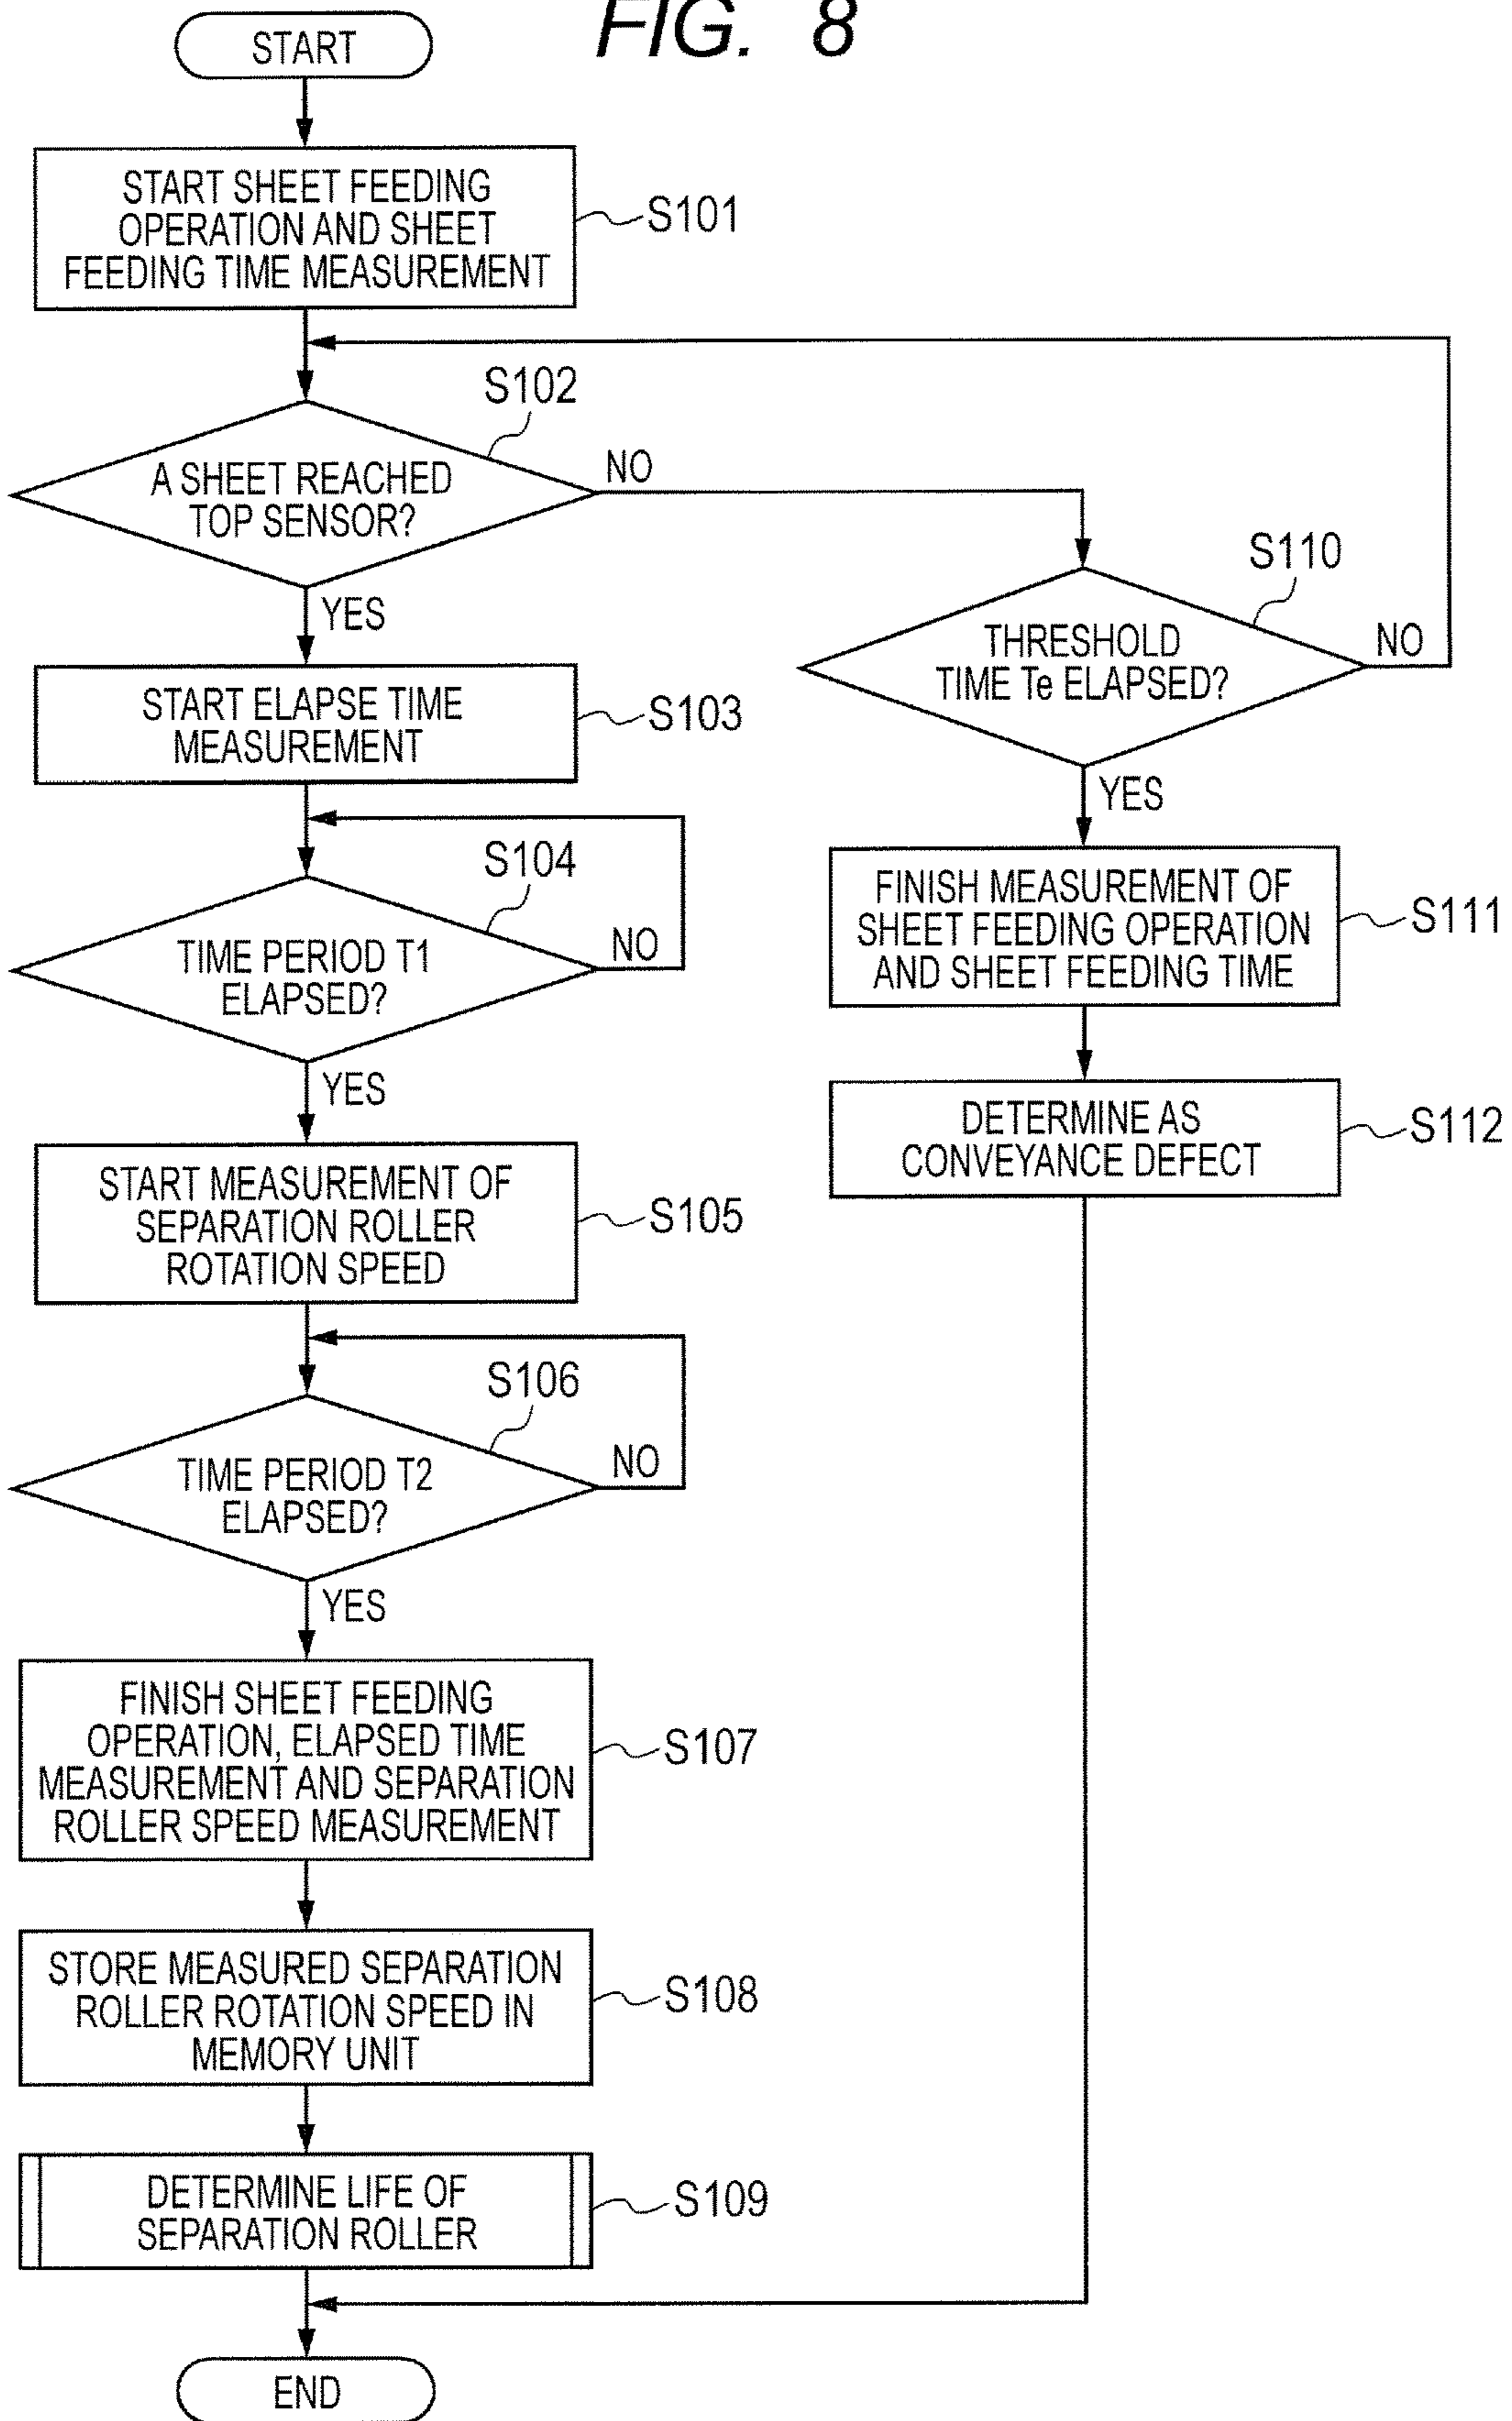 FIG. 8
START
START SHEET FEEDING
OPERATION AND SHEET
FEEDING TIME MEASUREMENT
S101
S102
A SHEET REACHED
TOP SENSOR?
NO
YES
S110
THRESHOLD
TIME Te ELAPSED?
NO
YES
START ELAPSE TIME
MEASUREMENT
S103
S104
TIME PERIOD T1
ELAPSED?
NO
YES
FINISH MEASUREMENT OF
SHEET FEEDING OPERATION
AND SHEET FEEDING TIME
S111
DETERMINE AS
CONVEYANCE DEFECT
S112
START MEASUREMENT OF
SEPARATION ROLLER
ROTATION SPEED
S105
S106
TIME PERIOD T2
ELAPSED?
NO
YES
FINISH SHEET FEEDING
OPERATION, ELAPSED TIME
MEASUREMENT AND SEPARATION
ROLLER SPEED MEASUREMENT
S107
STORE MEASURED SEPARATION
ROLLER ROTATION SPEED IN
MEMORY UNIT
S108
DETERMINE LIFE OF
SEPARATION ROLLER
S109
END